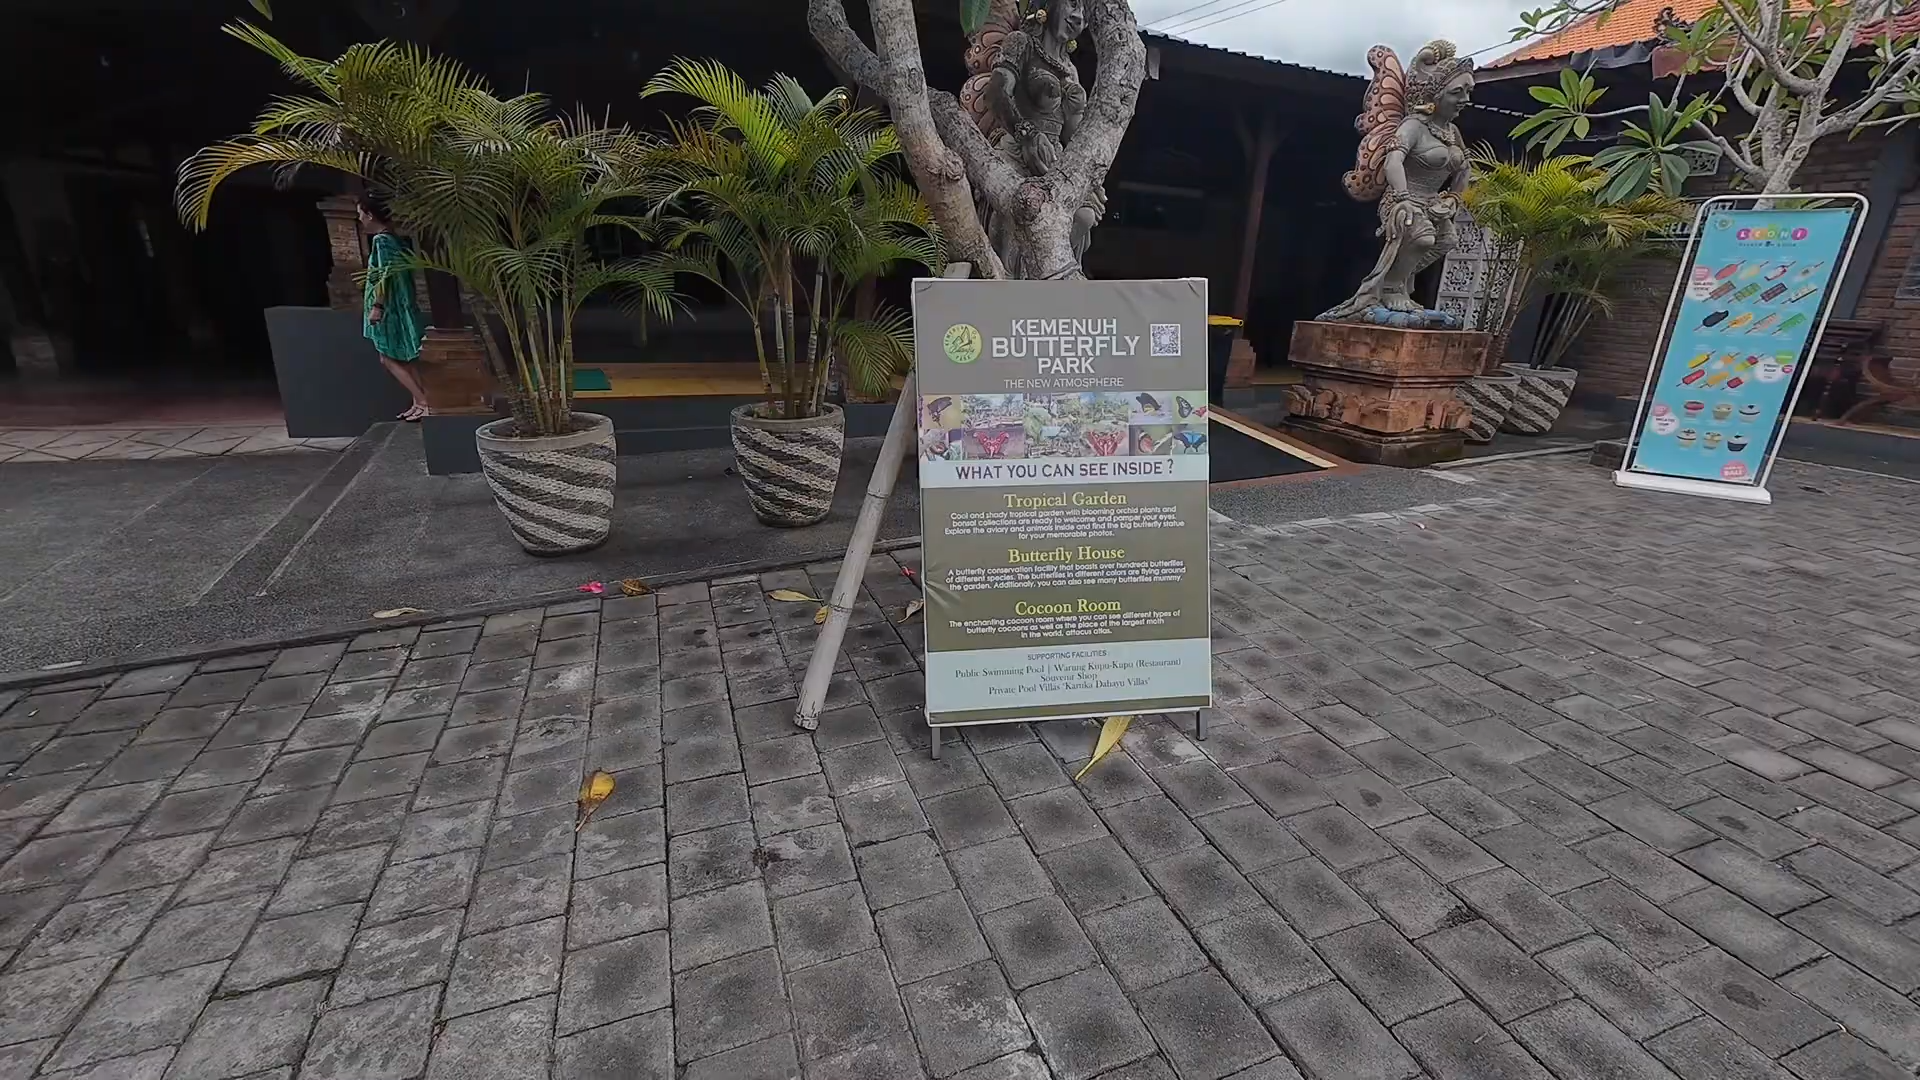 KEMENUH
BUTTERFLY
PARK
THE NEW ATMOSPHERE
WHAT YOU CAN SEE INSIDE ?
Tropical Garden
Cool and shady tropical garden with blooming orchid plants and
bonsai collections are ready to welcome and pamper your eyes.
Explore the aviary and animals inside and find the big butterfly statue
for your memorable photos.
Butterfly House
A butterfly conservation facility that boasts over hundreds butterflies
of different species. The butterflies in different colors are flying around
the garden. Additionaly, you can also see many butterflies mummy.
Cocoon Room
The enchanting cocoon room where you can see different types of
butterfly cocoons as well as the place of the largest moth
in the world, attacus atlas.
SUPPORTING FACILITIES
Public Swimming Pool | Warung Kupu-Kupu (Restaurant)
Souvenir Shop
Private Pool Villas 'Kartika Dahayu Villas'
LEONI